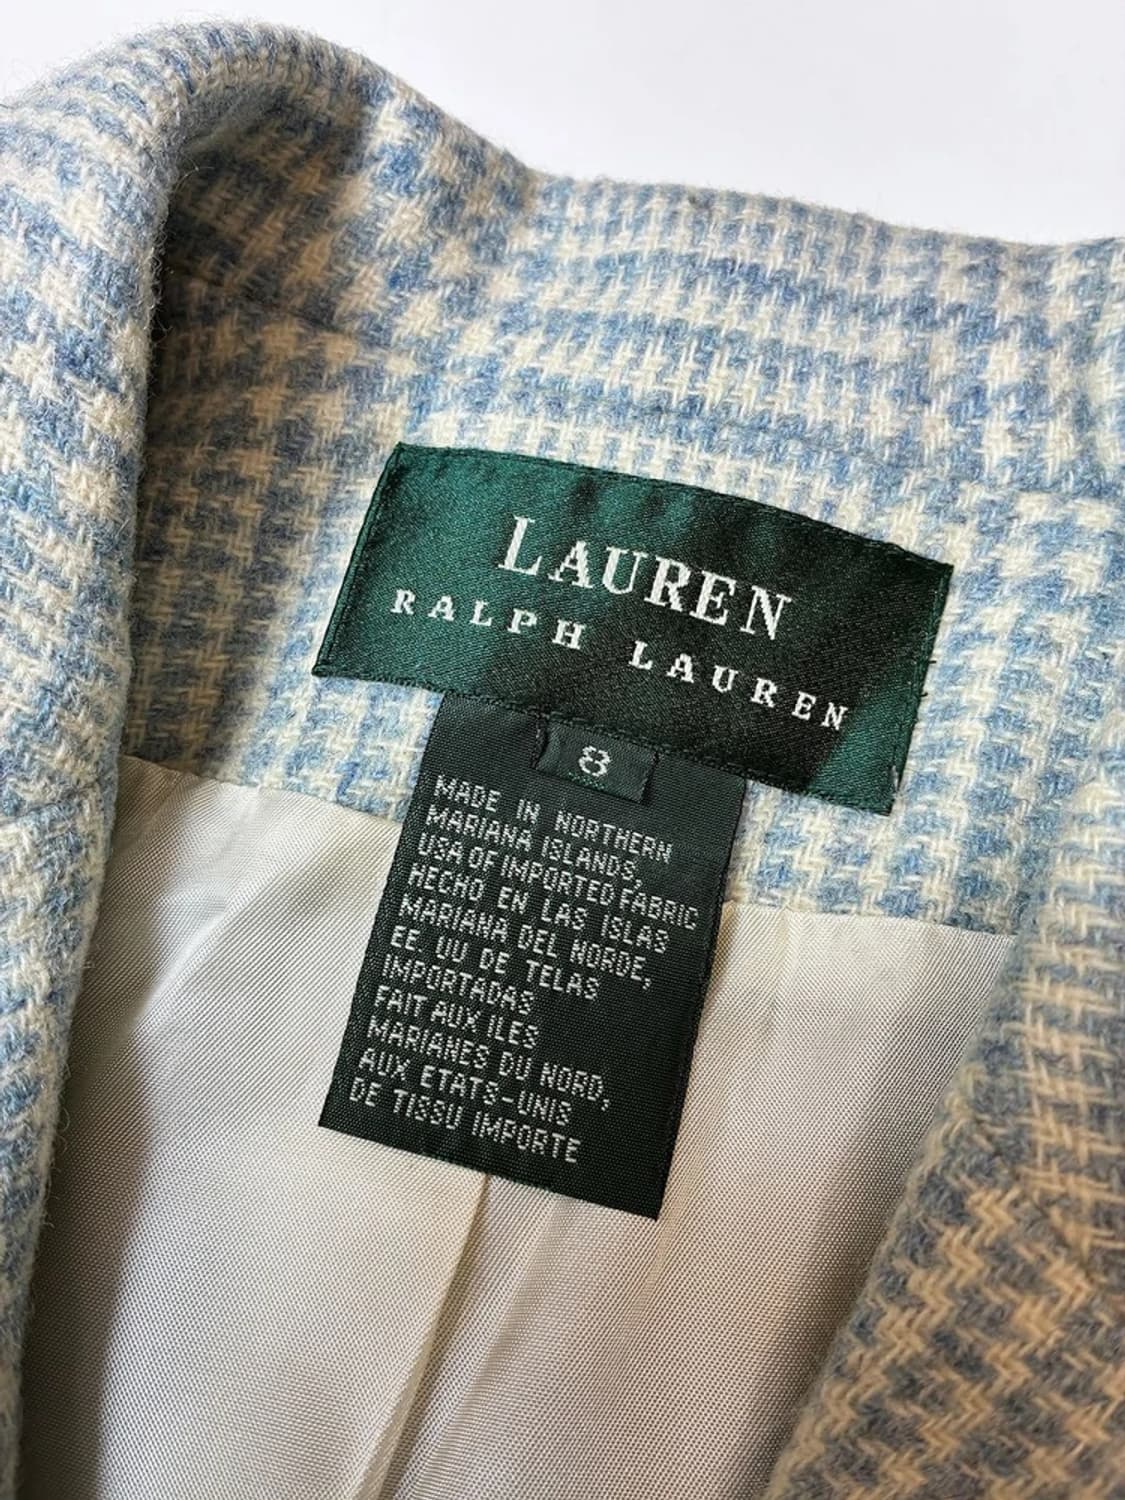 LAUREN
RALPH LAUREN
8
MADE IN NORTHERN
MARIANA ISLANDS,
USA OF IMPORTED FABRIC
HECHO EN LAS ISLAS
MARIANA DEL NORDE,
EE. UU DE TELAS
IMPORTADAS
FAIT AUX ILES
MARIANES DU NORD,
AUX ETATS-UNIS
DE TISSU IMPORTE